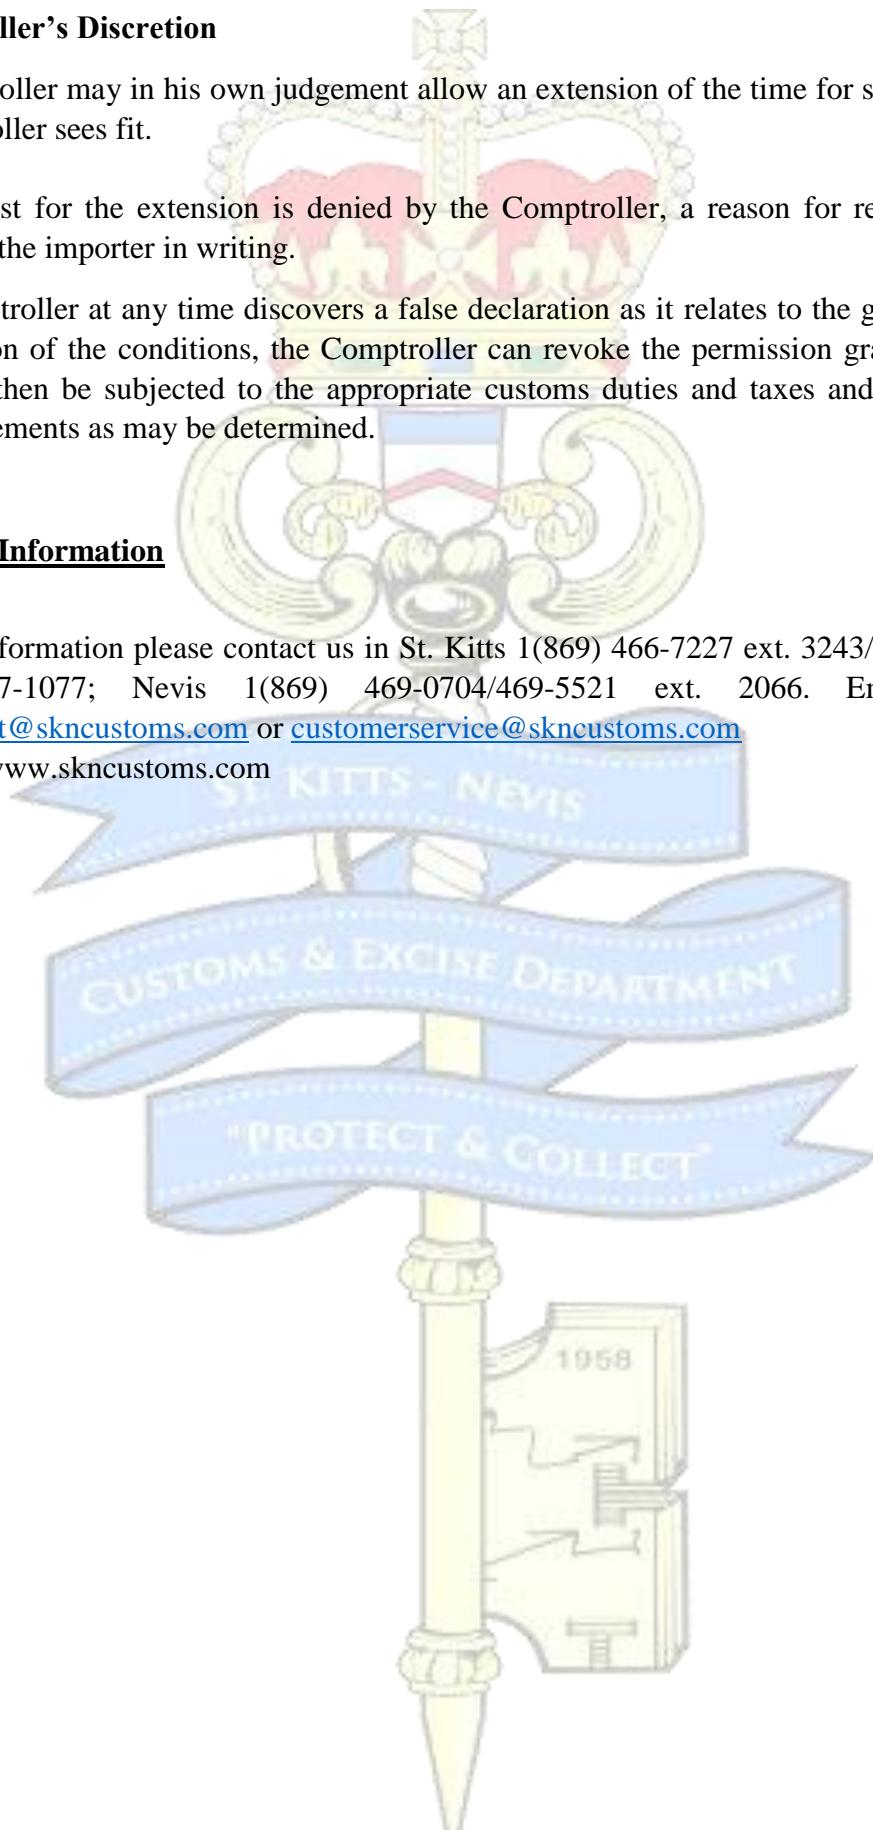 ller’s Discretion
oller may in his own judgement allow an extension of the time for s
ller sees fit.
st for the extension is denied by the Comptroller, a reason for re
the importer in writing.
troller at any time discovers a false declaration as it relates to the g
on of the conditions, the Comptroller can revoke the permission gra
then be subjected to the appropriate customs duties and taxes and
ements as may be determined.
Information
formation please contact us in St. Kitts 1(869) 466-7227 ext. 3243/
7-1077; Nevis 1(869) 469-0704/469-5521 ext. 2066. En
t@skncustoms.com or customerservice@skncustoms.com
www.skncustoms.com
ST. KITTS - NEVIS
CUSTOMS & EXCISE DEPARTMENT
"PROTECT & COLLECT"
1958